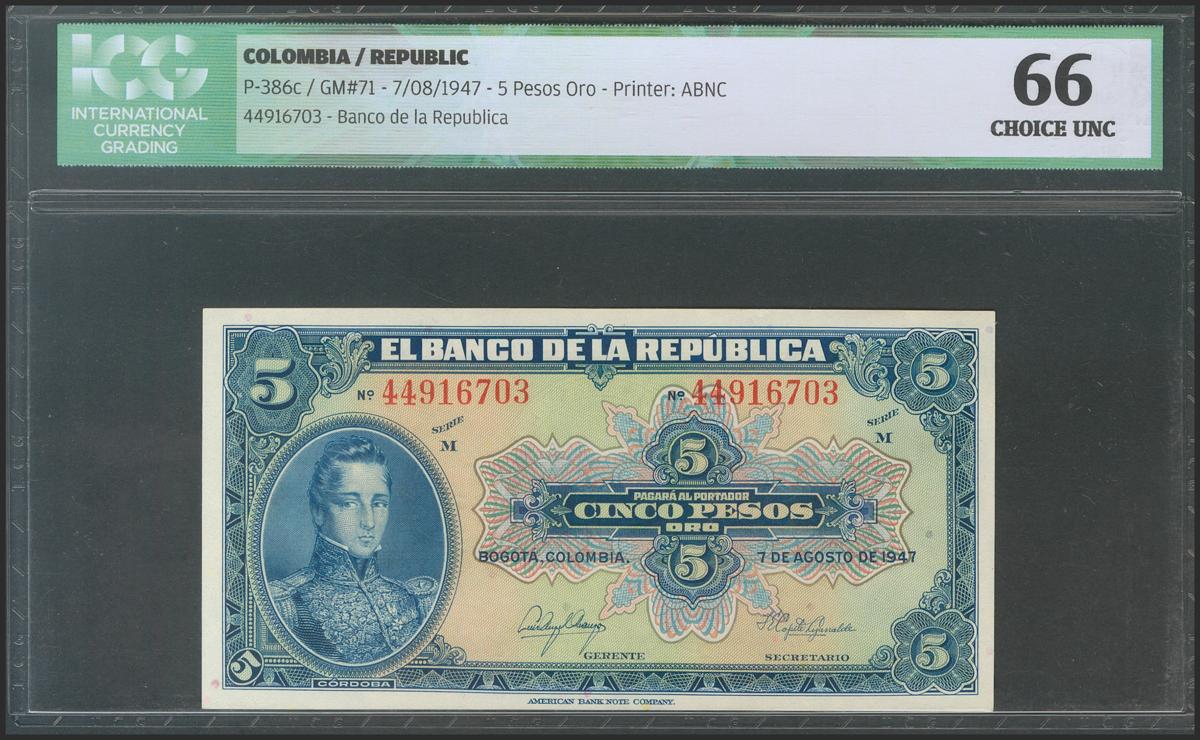 ICG
INTERNATIONAL
CURRENCY
GRADING
COLOMBIA / REPUBLIC
P-386c / GM#71 - 7/08/1947 - 5 Pesos Oro - Printer: ABNC
44916703 - Banco de la Republica
66
CHOICE UNC
5 EL BANCO DE LA REPÚBLICA 5
Nº 44916703 Nº 44916703
SERIE M SERIE M
5
PAGARÁ AL PORTADOR
CINCO PESOS
ORO
BOGOTÁ, COLOMBIA, 7 DE AGOSTO DE 1947
5
GERENTE SECRETARIO
5 CÓRDOBA 5
AMERICAN BANK NOTE COMPANY.